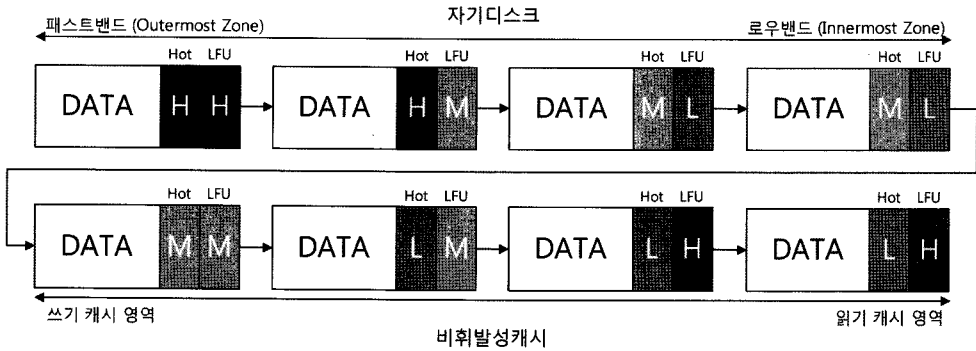 자기디스크
패스트밴드 (Outermost Zone) 로우밴드 (Innermost Zone)
Hot LFU Hot LFU Hot LFU Hot LFU
DATA H H DATA H M DATA M L DATA M L
Hot LFU Hot LFU Hot LFU Hot LFU
DATA M M DATA L M DATA L H DATA L H
쓰기 캐시 영역 읽기 캐시 영역
비휘발성캐시